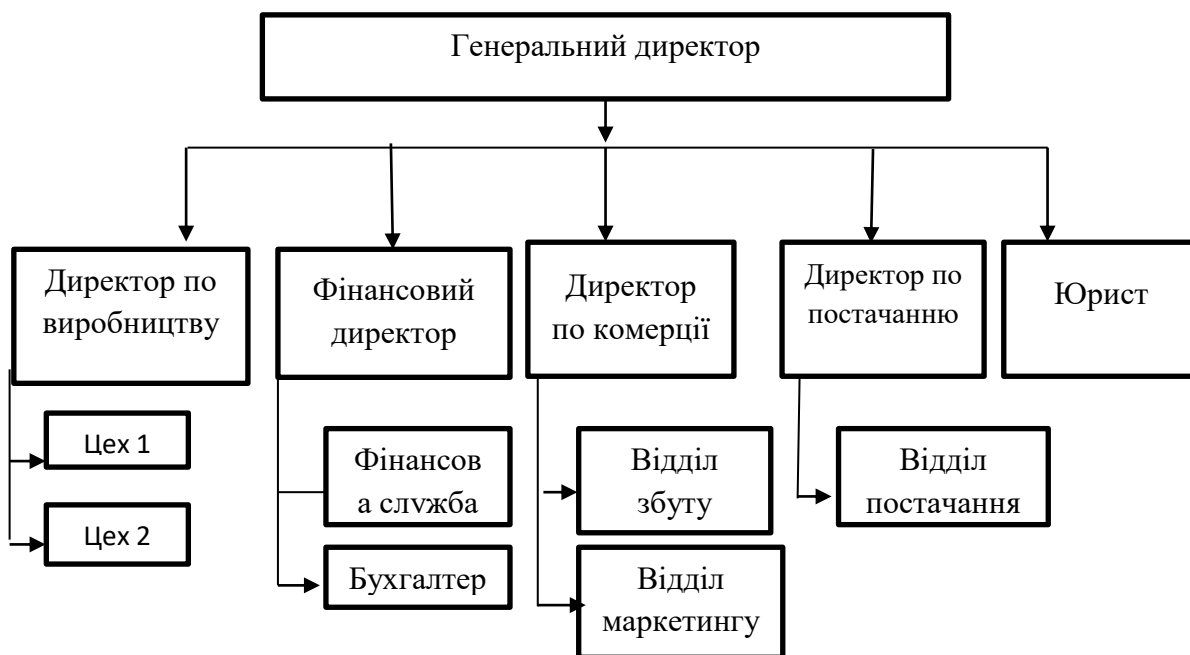 Генеральний директор
Директор по
виробництву
Фінансовий
директор
Директор
по комерції
Директор по
постачанню
Юрист
Цех 1
Цех 2
Фінансов
а служба
Бухгалтер
Відділ
збуту
Відділ
маркетингу
Відділ
постачання